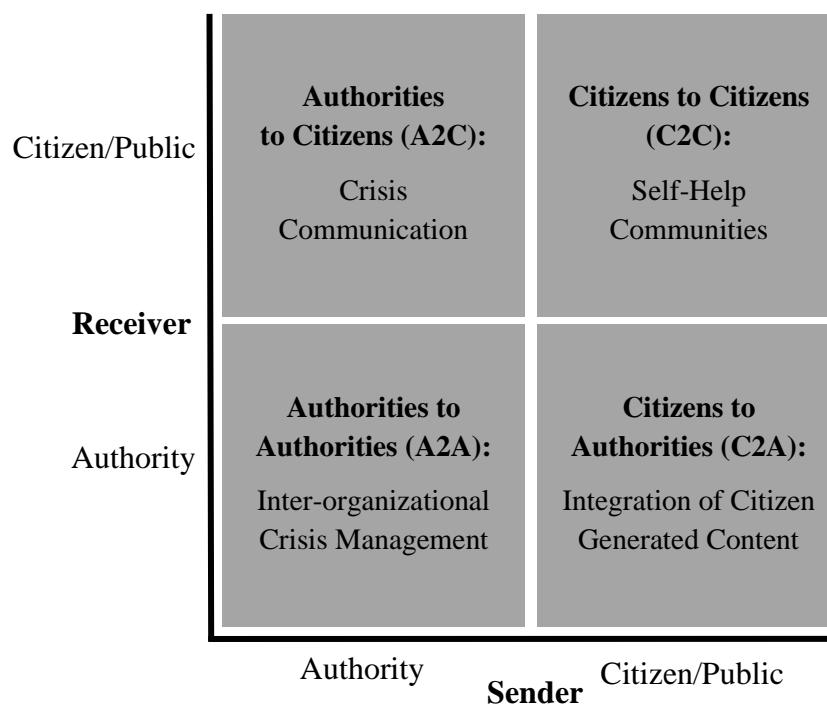 Citizen/Public
Authorities
to Citizens (A2C):
Crisis
Communication
Citizens to Citizens
(C2C):
Self-Help
Communities
Receiver
Authority
Authorities to
Authorities (A2A):
Inter-organizational
Crisis Management
Citizens to
Authorities (C2A):
Integration of Citizen
Generated Content
Authority
Sender
Citizen/Public